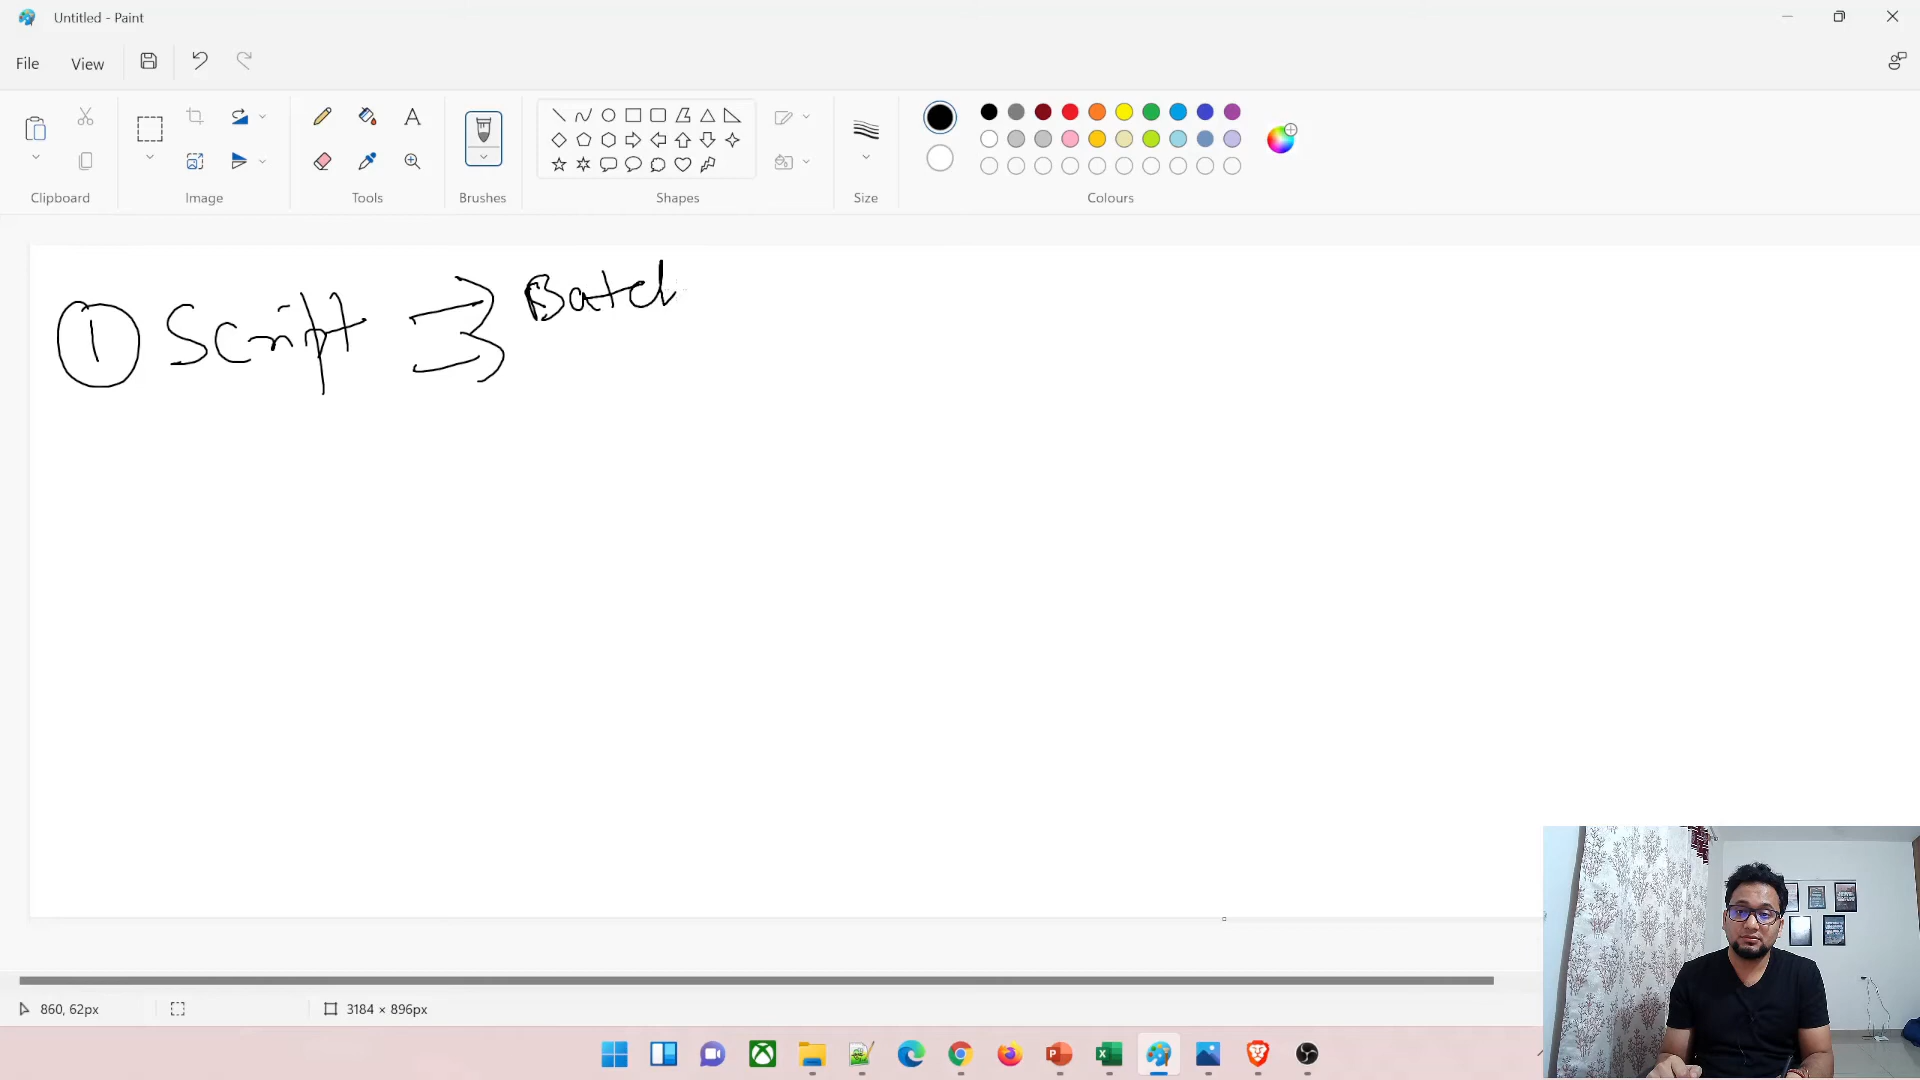 Untitled - Paint
File View
Clipboard Image Tools Brushes Shapes Size Colours
① Script ⇒ Batch
860, 62px 3184 × 896px